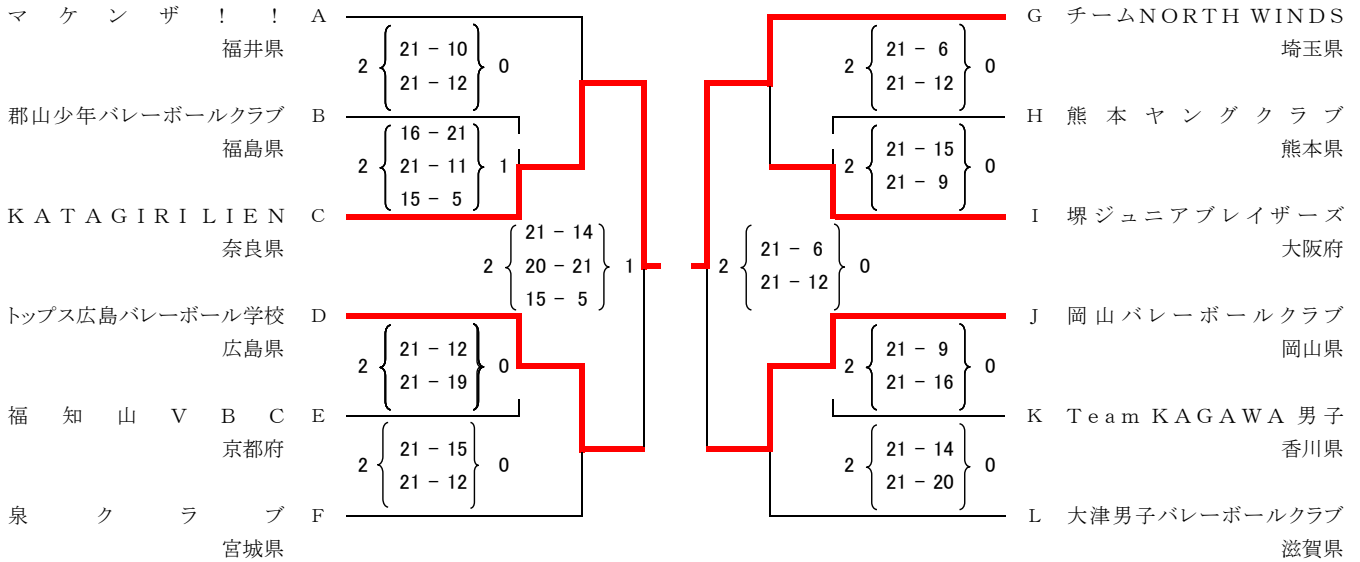 マケンザ！！ A
福井県
2 21 - 10 0
21 - 12
郡山少年バレーボールクラブ B
福島県
16 - 21
2 21 - 11 1
15 - 5
KATAGIRI LIEN C
奈良県
21 - 14
2 20 - 21 1
15 - 5
トップス広島バレーボール学校 D
広島県
2 21 - 12 0
21 - 19
福知山VBC E
京都府
2 21 - 15 0
21 - 12
泉クラブ F
宮城県
G チームNORTH WINDS
埼玉県
2 21 - 6 0
21 - 12
H 熊本ヤングクラブ
熊本県
2 21 - 15 0
21 - 9
I 堺ジュニアブレイザーズ
大阪府
2 21 - 6 0
21 - 12
J 岡山バレーボールクラブ
岡山県
2 21 - 9 0
21 - 16
K Team KAGAWA 男子
香川県
2 21 - 14 0
21 - 20
L 大津男子バレーボールクラブ
滋賀県